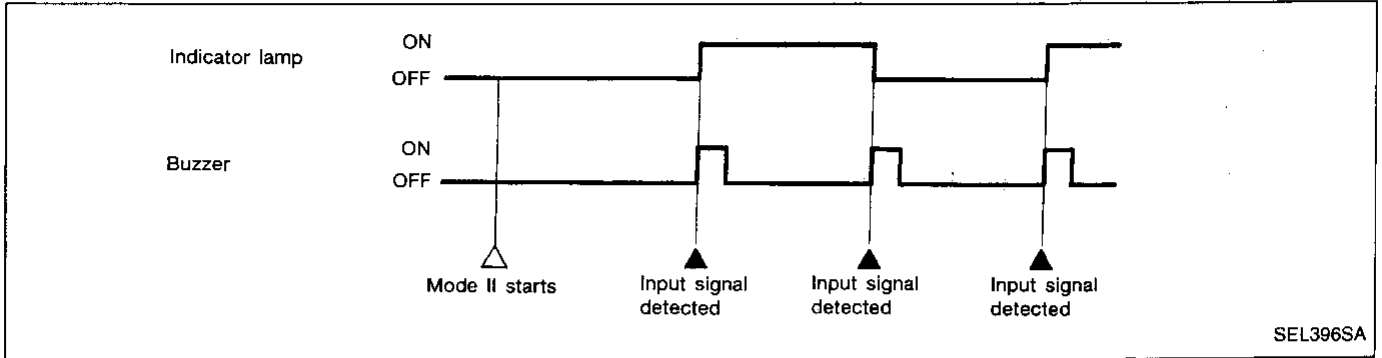 Indicator lamp
ON
OFF
Buzzer
ON
OFF
Mode II starts
Input signal
detected
Input signal
detected
Input signal
detected
SEL396SA